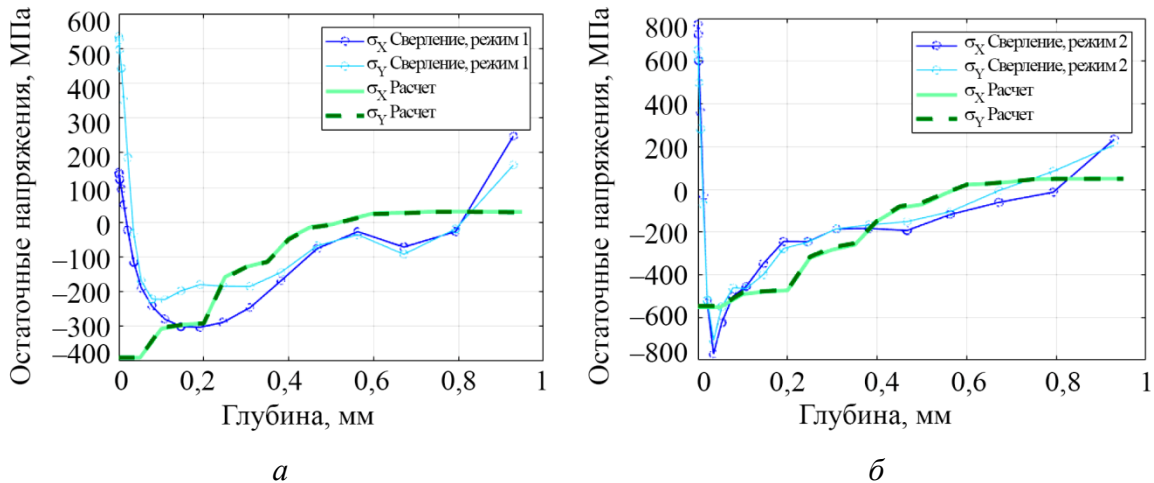 Остаточные напряжения, МПа
600
500
400
300
200
100
0
–100
–200
–300
–400
σX Сверление, режим 1
σY Сверление, режим 1
σX Расчет
σY Расчет
0 0,2 0,4 0,6 0,8 1
Глубина, мм
а
Остаточные напряжения, МПа
800
600
400
200
0
–200
–400
–600
–800
σX Сверление, режим 2
σY Сверление, режим 2
σX Расчет
σY Расчет
0 0,2 0,4 0,6 0,8 1
Глубина, мм
б